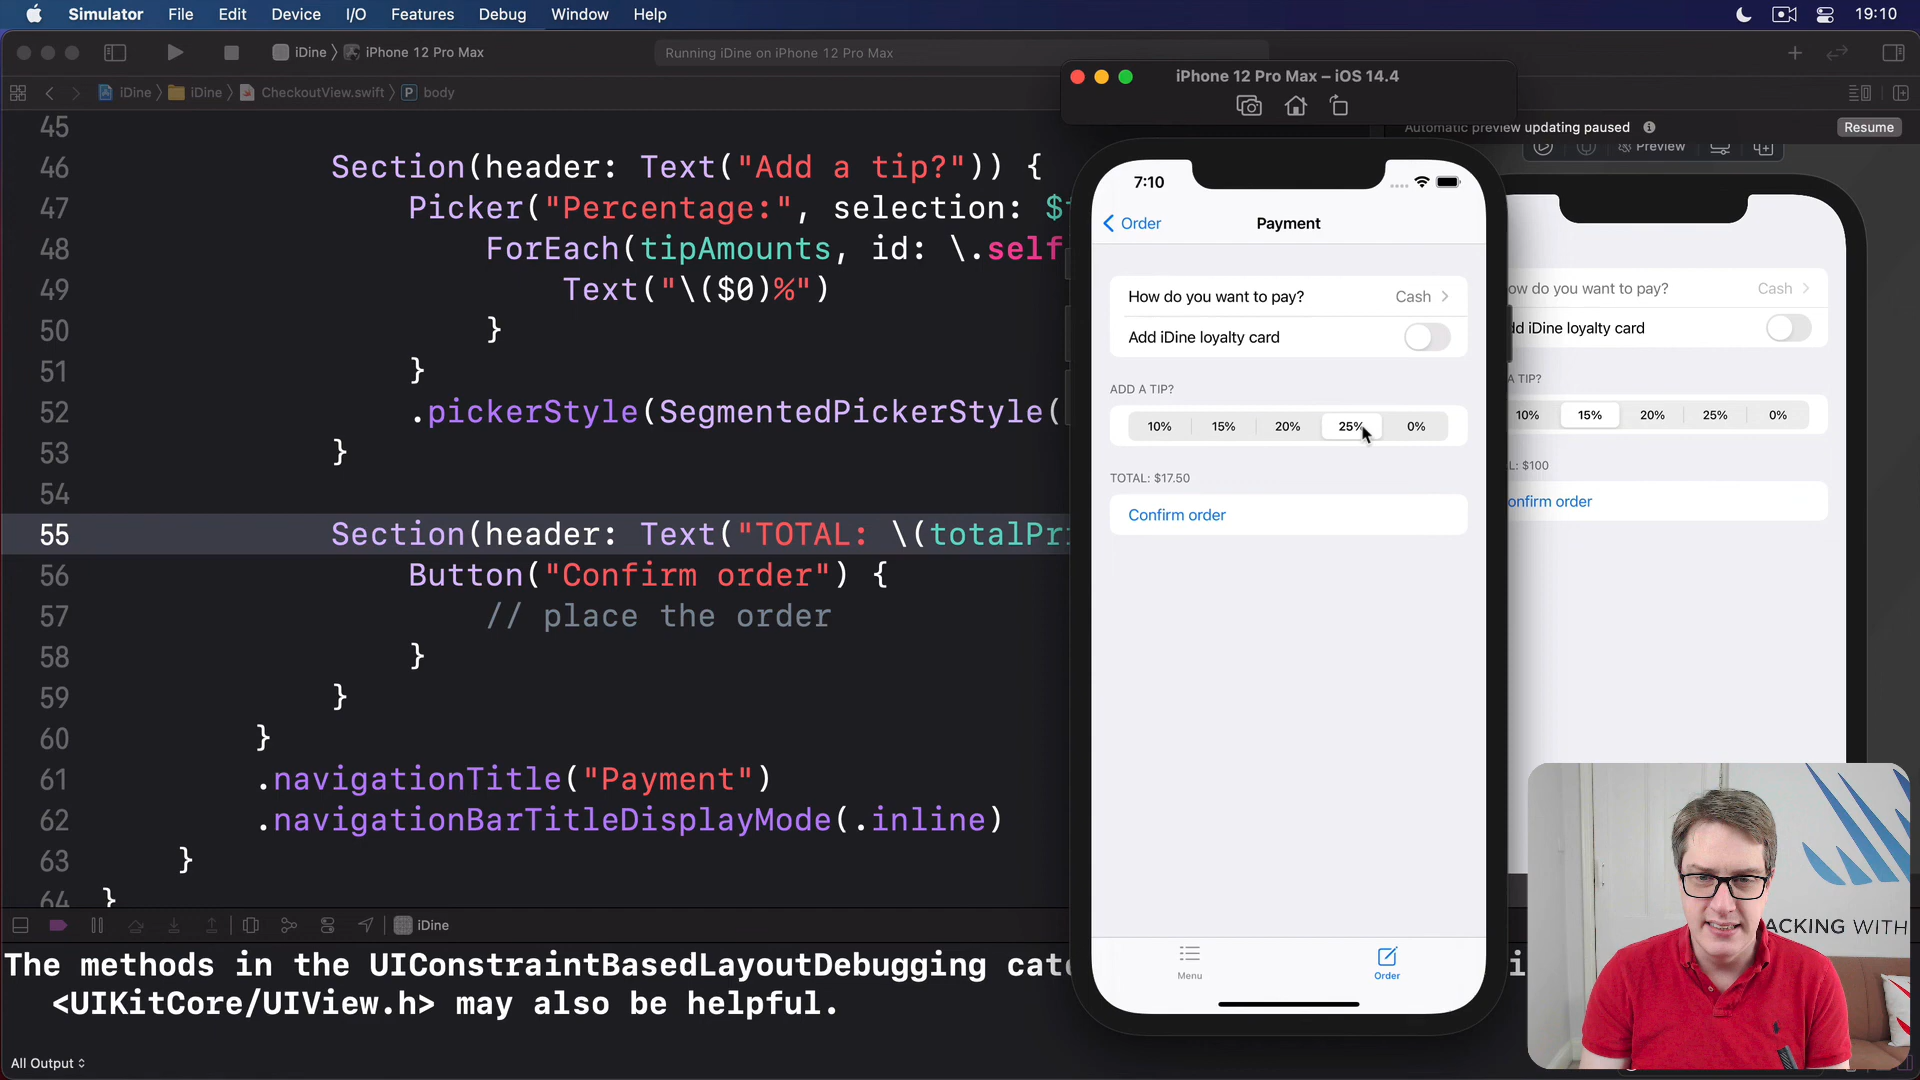 Simulator File Edit Device I/O Features Debug Window Help 19:10
iDine iPhone 12 Pro Max Running iDine on iPhone 12 Pro Max
iDine iDine CheckoutView.swift P body
45
46 Section(header: Text("Add a tip?")) {
47 Picker("Percentage:", selection: $
48 ForEach(tipAmounts, id: \.self
49 Text("\($0)%")
50 }
51 }
52 .pickerStyle(SegmentedPickerStyle(
53 }
54
55 Section(header: Text("TOTAL: \(totalPri
56 Button("Confirm order") {
57 // place the order
58 }
59 }
60 }
61 .navigationTitle("Payment")
62 .navigationBarTitleDisplayMode(.inline)
63 }
64 }
iDine
The methods in the UIConstraintBasedLayoutDebugging cat
<UIKitCore/UIView.h> may also be helpful.
All Output
iPhone 12 Pro Max – iOS 14.4
7:10
Order Payment
How do you want to pay? Cash
Add iDine loyalty card
ADD A TIP?
10% 15% 20% 25% 0%
TOTAL: $17.50
Confirm order
Menu Order
Automatic preview updating paused Resume
Preview
ow do you want to pay? Cash
dd iDine loyalty card
A TIP?
10% 15% 20% 25% 0%
L: $100
onfirm order
ACKING WITH